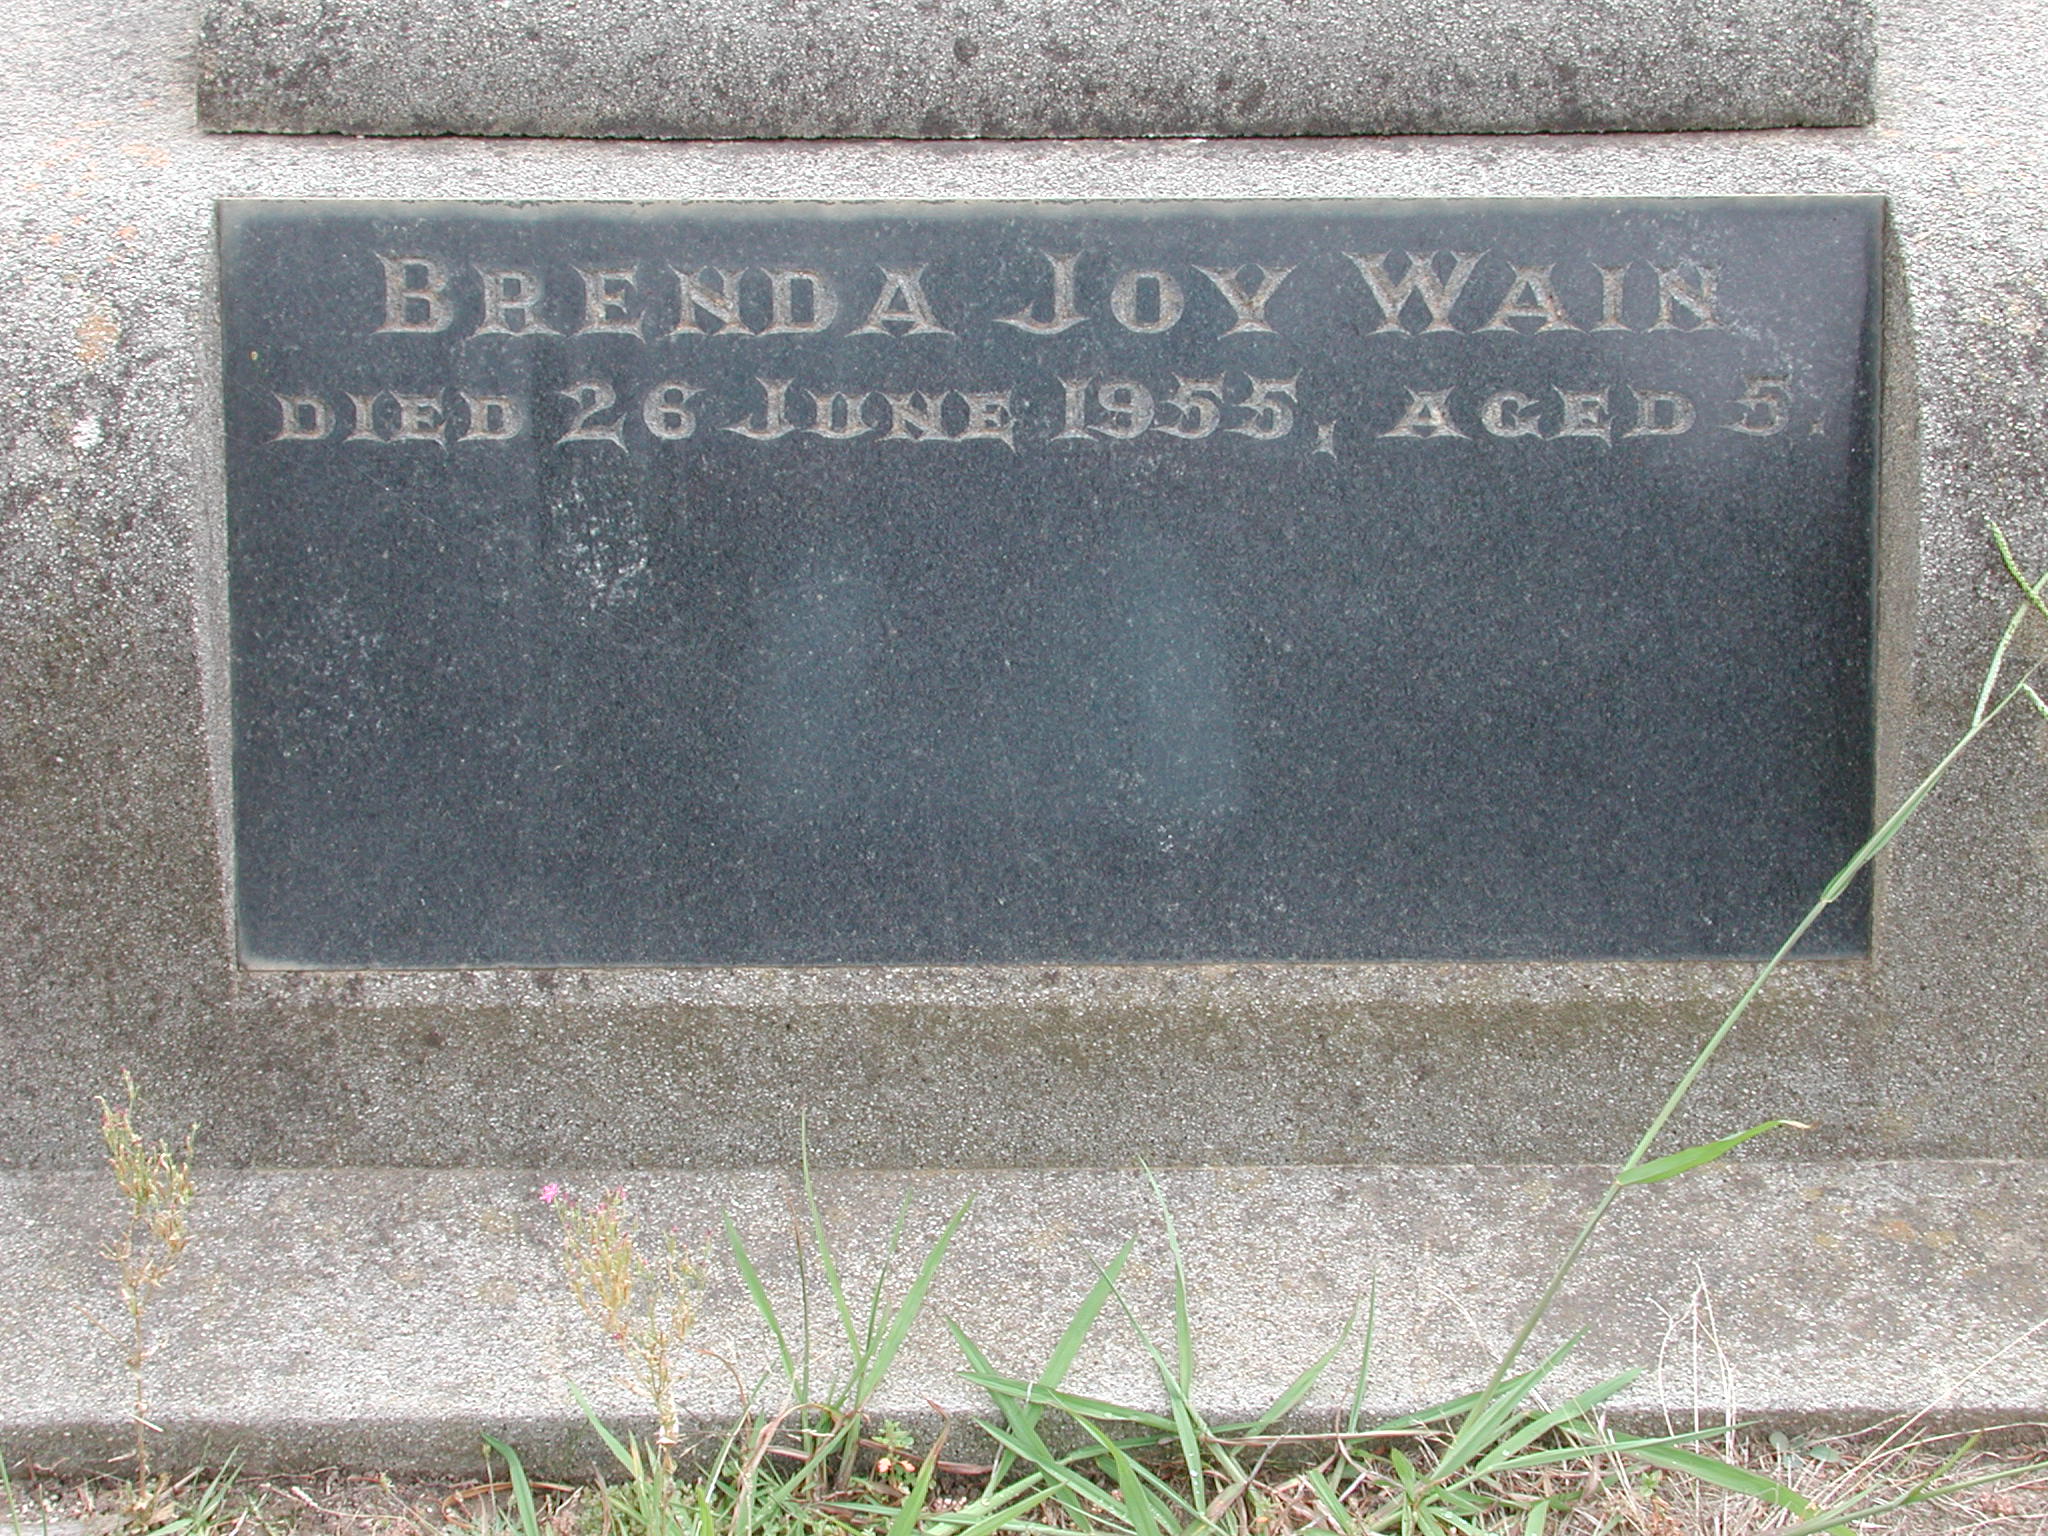 BRENDA JOY WAIN
DIED 26 JUNE 1955, AGED 5.